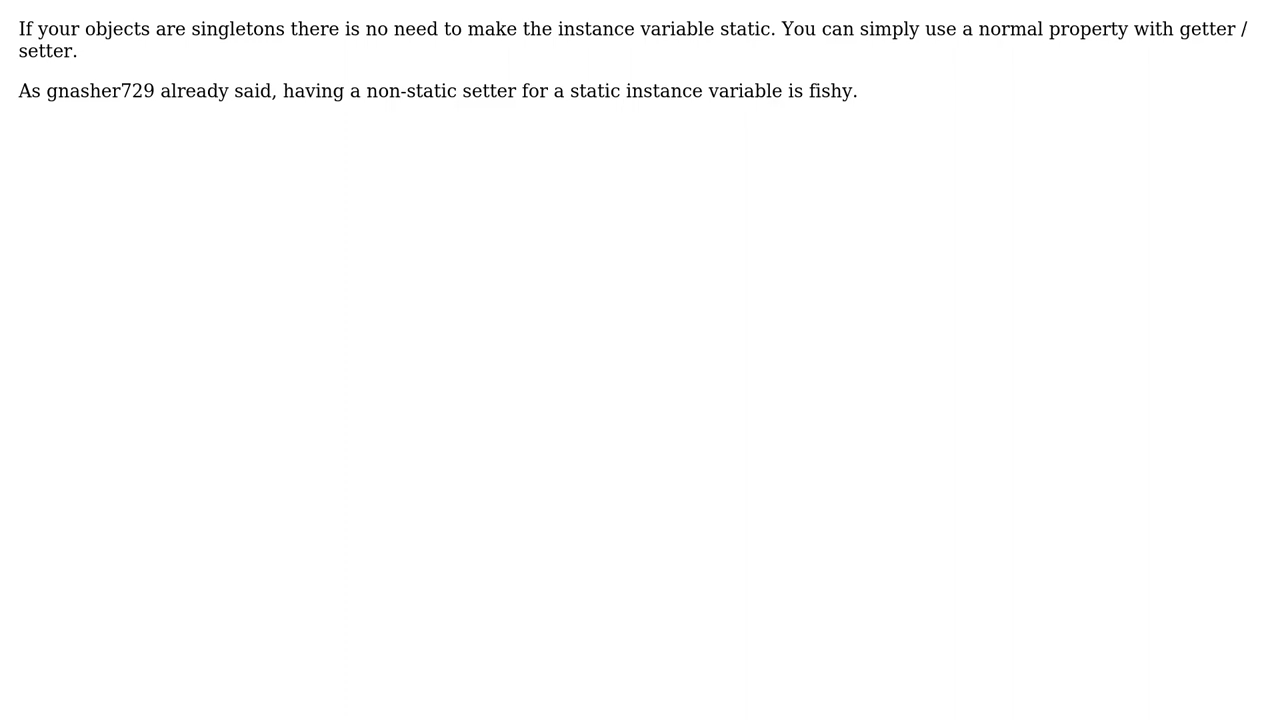 If your objects are singletons there is no need to make the instance variable static. You can simply use a normal property with getter /
setter.
As gnasher729 already said, having a non-static setter for a static instance variable is fishy.